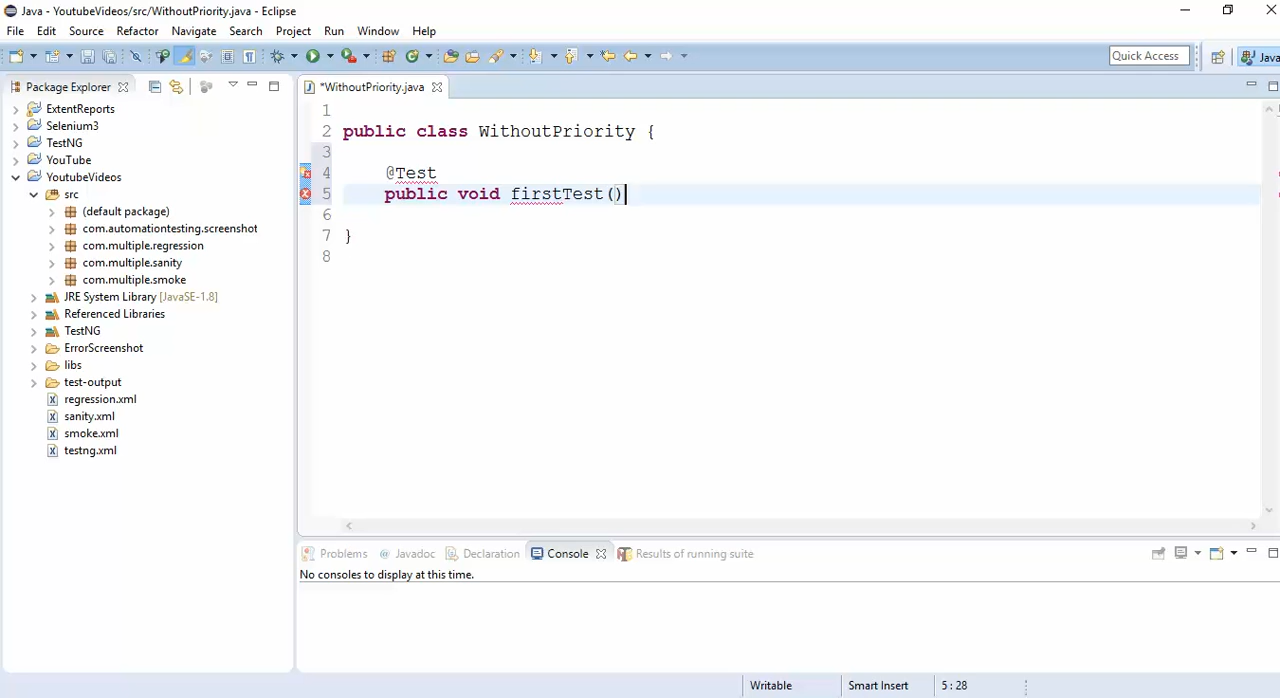 Java - YoutubeVideos/src/WithoutPriority.java - Eclipse
File Edit Source Refactor Navigate Search Project Run Window Help
Quick Access Java
Package Explorer
ExtentReports
Selenium3
TestNG
YouTube
YoutubeVideos
src
(default package)
com.automationtesting.screenshot
com.multiple.regression
com.multiple.sanity
com.multiple.smoke
JRE System Library [JavaSE-1.8]
Referenced Libraries
TestNG
ErrorScreenshot
libs
test-output
regression.xml
sanity.xml
smoke.xml
testng.xml
*WithoutPriority.java
1
2 public class WithoutPriority {
3
4 @Test
5 public void firstTest()
6
7 }
8
Problems Javadoc Declaration Console Results of running suite
No consoles to display at this time.
Writable Smart Insert 5 : 28